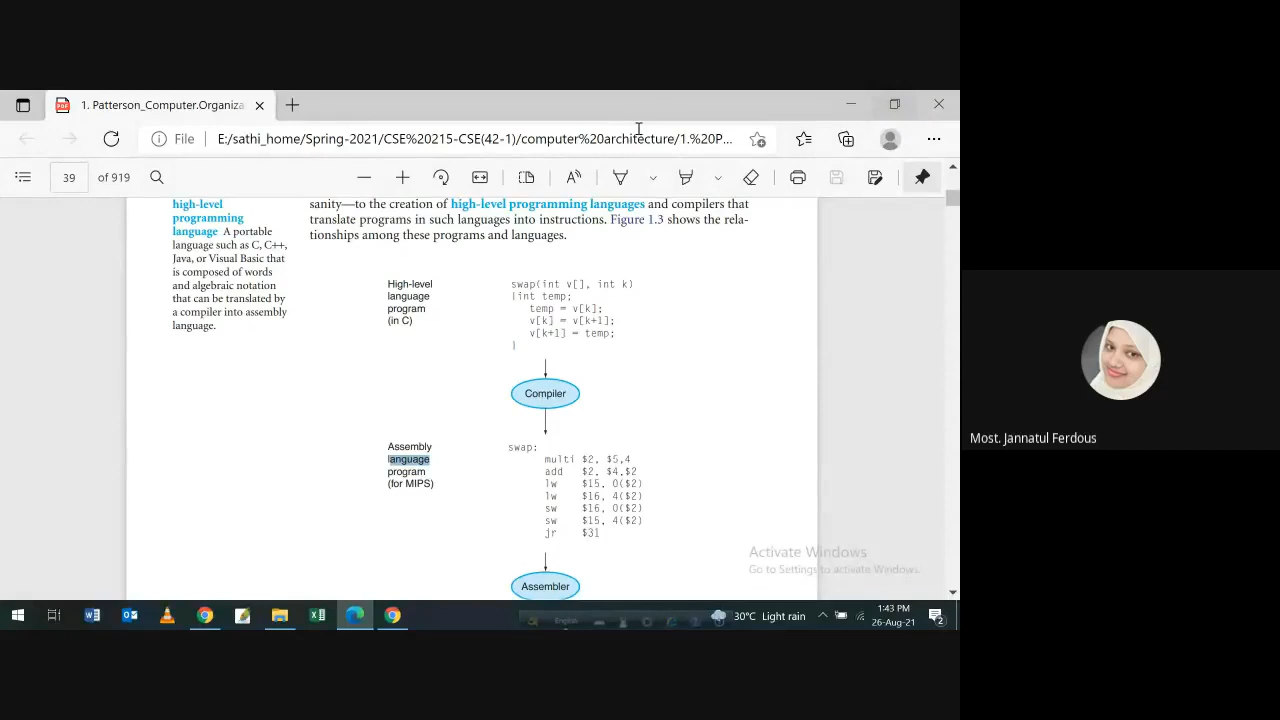 1. Patterson_Computer.Organiza
File
E:/sathi_home/Spring-2021/CSE%20215-CSE(42-1)/computer%20architecture/1.%20P...
39 of 919
high-level
programming
language A portable
language such as C, C++,
Java, or Visual Basic that
is composed of words
and algebraic notation
that can be translated by
a compiler into assembly
language.
sanity—to the creation of high-level programming languages and compilers that
translate programs in such languages into instructions. Figure 1.3 shows the rela-
tionships among these programs and languages.
High-level
language
program
(in C)
swap(int v[], int k)
{int temp;
temp = v[k];
v[k] = v[k+1];
v[k+1] = temp;
}
Compiler
Assembly
language
program
(for MIPS)
swap:
multi $2, $5,4
add $2, $4,$2
lw $15, 0($2)
lw $16, 4($2)
sw $16, 0($2)
sw $15, 4($2)
jr $31
Assembler
Activate Windows
Go to Settings to activate Windows.
English
30°C Light rain
1:43 PM
26-Aug-21
2
Most. Jannatul Ferdous